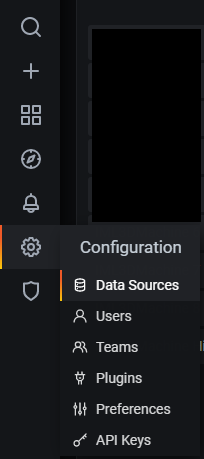 Configuration
Data Sources
Users
Teams
Plugins
Preferences
API Keys